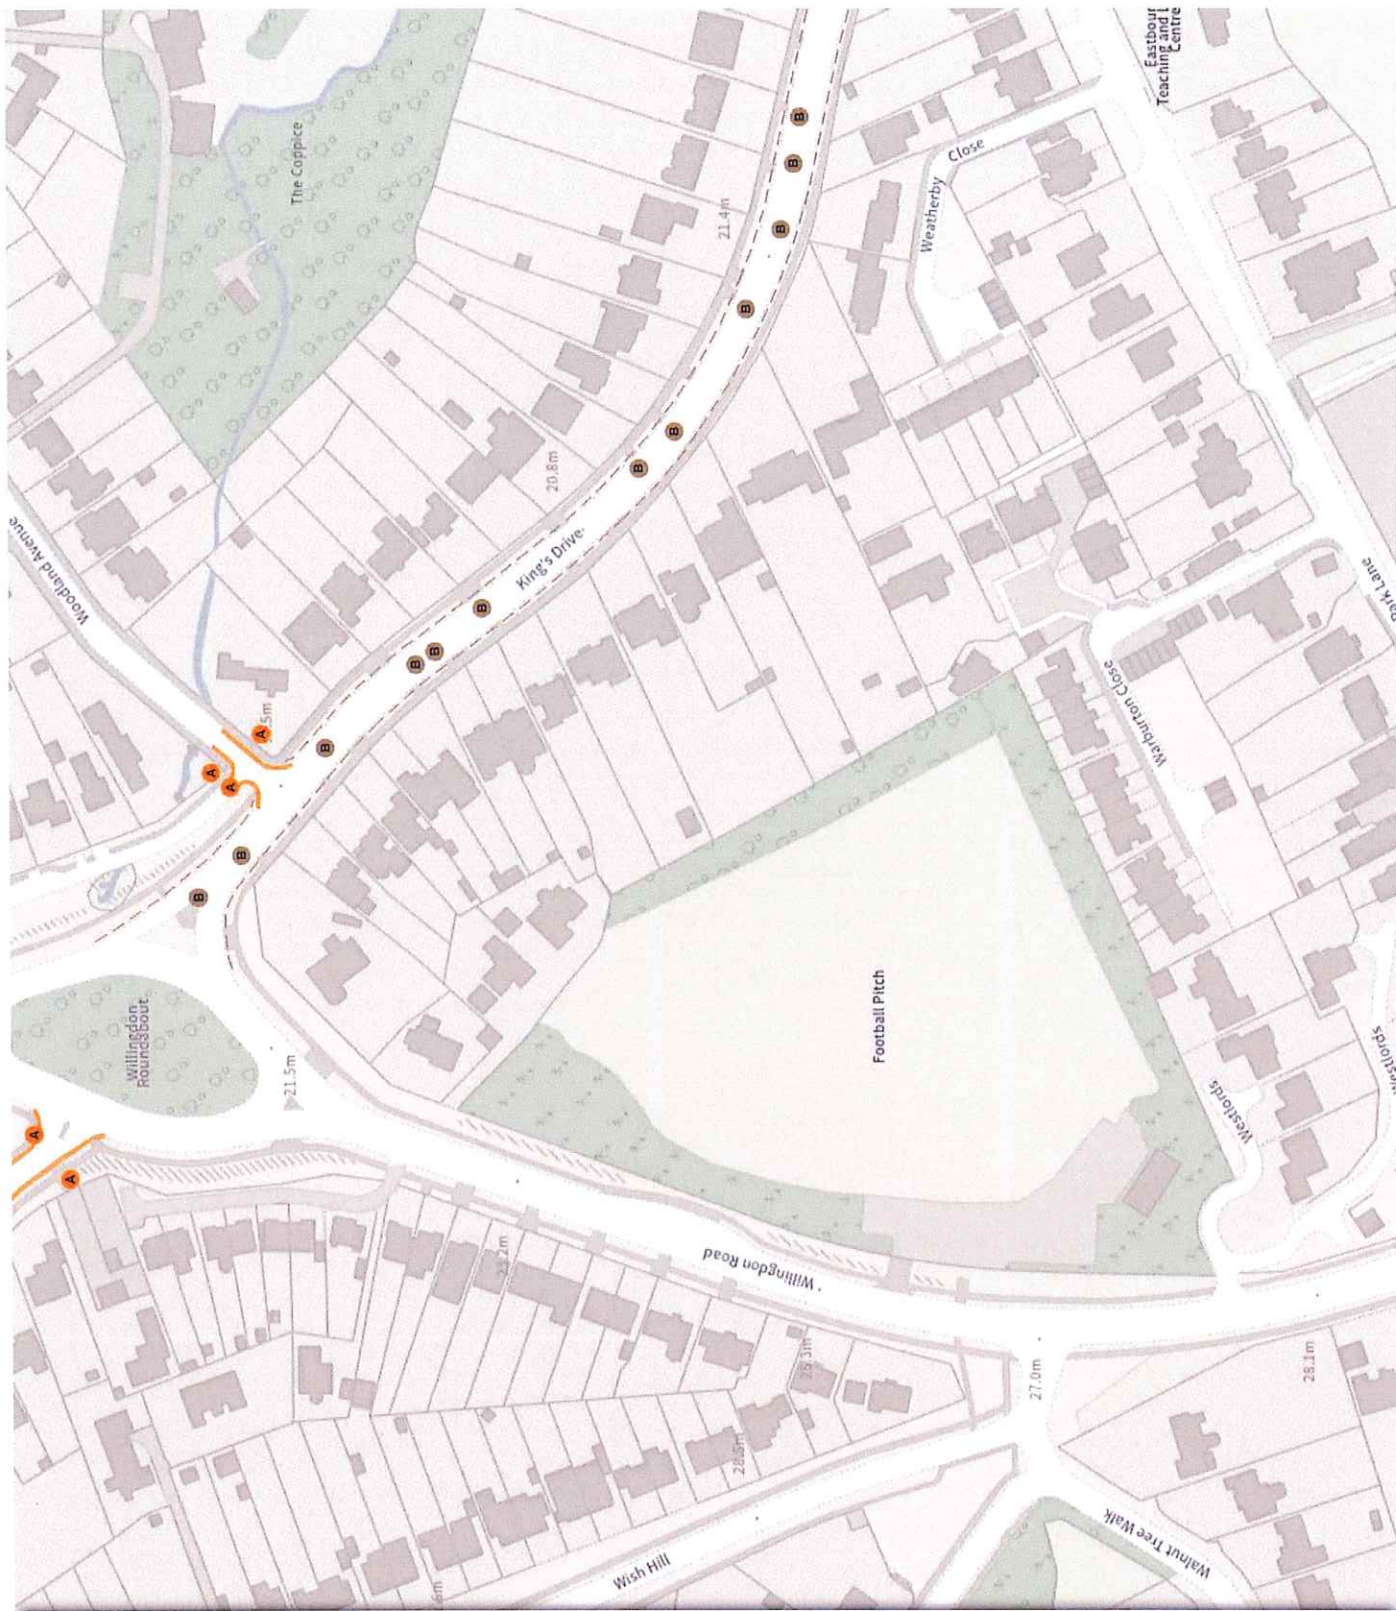 Eastbour
Teaching and L
Centre
The Coppice
Close
Weatherby
21.4m
B
B
B
B
B
B
20.8m
Woodland Avenue
King's Drive
B
B
B
B
B
B
A
A
A
.5m
Park Lane
Warburton Close
Football Pitch
Willingdon
Roundabout
21.5m
A
A
Westlords
Westlords
Willingdon Road
27.0m
28.1m
Wish Hill
Walnut Tree Walk